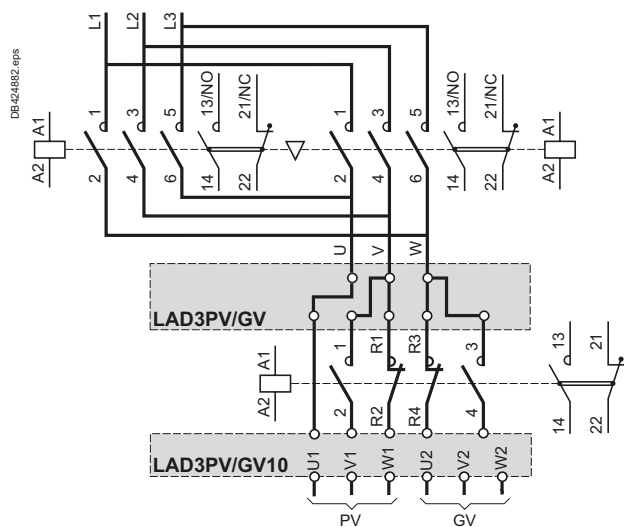 DB424882.eps
L1 L2 L3
13/NO 21/NC 13/NO 21/NC
A1 1 3 5 1 3 5 A1
A2 2 4 6 14 22 2 4 6 14 22 A2
U V W
LAD3PV/GV
A1 1 R1 R3 3 13 21
A2 2 R2 R4 4 14 22
LAD3PV/GV10 U1 V1 W1 U2 V2 W2
PV GV